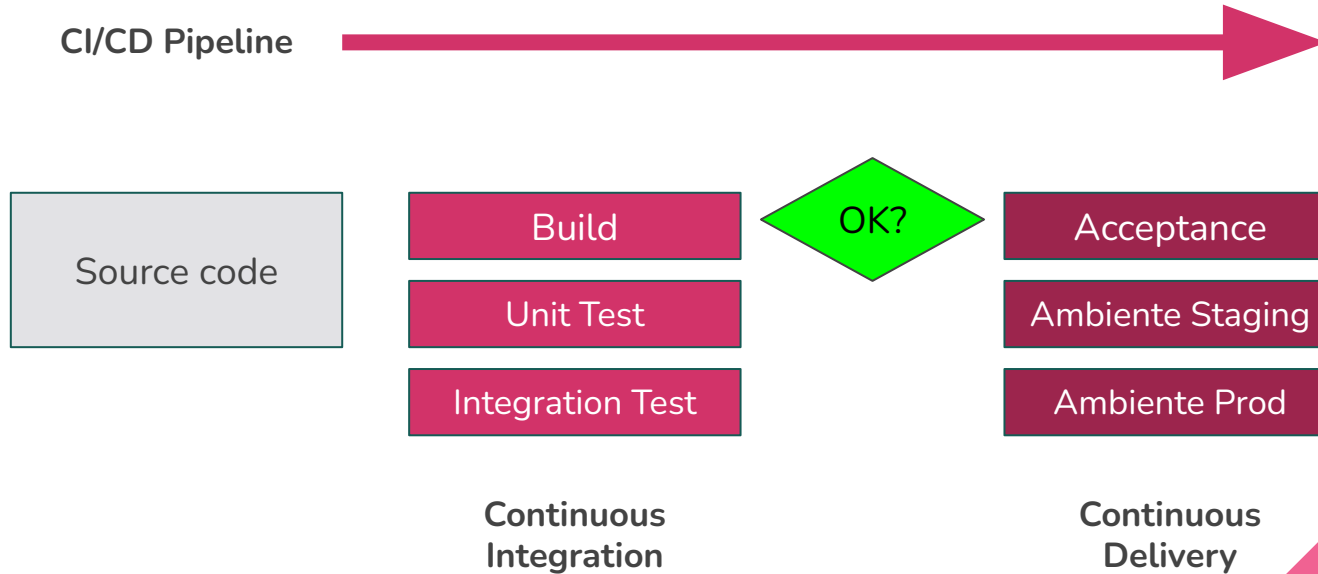 CI/CD Pipeline
Source code
Build
Unit Test
Integration Test
Continuous
Integration
OK?
Acceptance
Ambiente Staging
Ambiente Prod
Continuous
Delivery